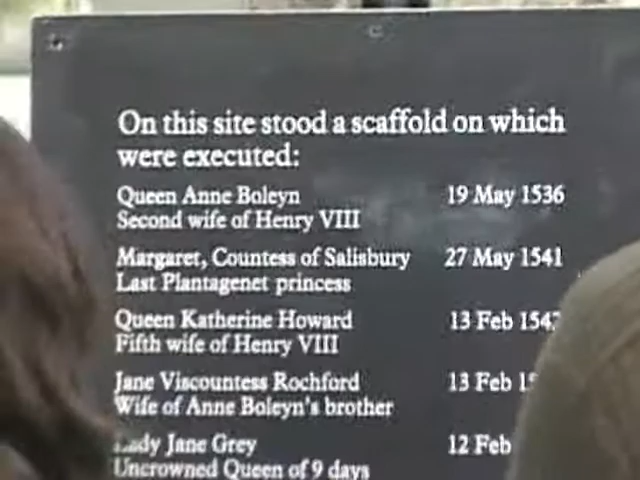 On this site stood a scaffold on which
were executed:
Queen Anne Boleyn 19 May 1536
Second wife of Henry VIII
Margaret, Countess of Salisbury 27 May 1541
Last Plantagenet princess
Queen Katherine Howard 13 Feb
Fifth wife of Henry VIII
Jane Viscountess Rochford 13 Feb
Wife of Anne Boleyn's brother
Lady Jane Grey 12 Feb
Uncrowned Queen of 9 days